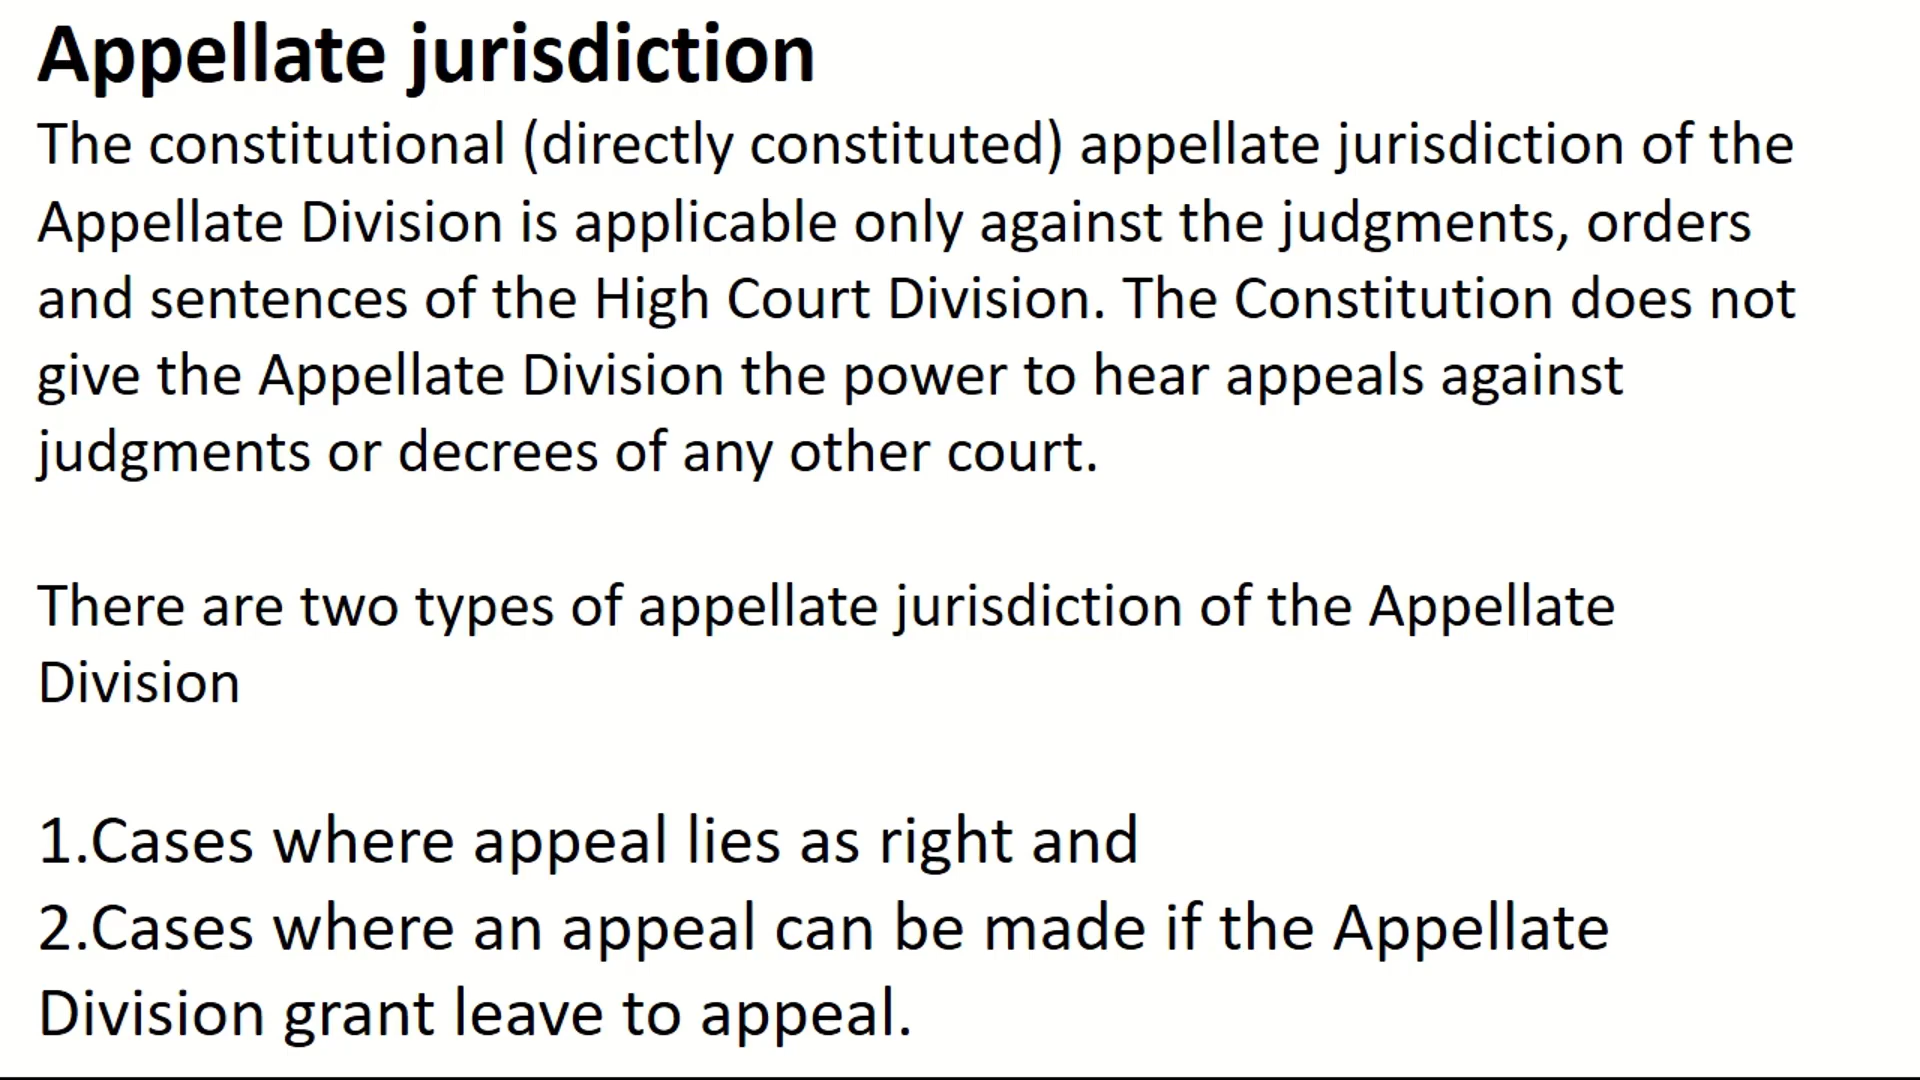 Appellate jurisdiction
The constitutional (directly constituted) appellate jurisdiction of the
Appellate Division is applicable only against the judgments, orders
and sentences of the High Court Division. The Constitution does not
give the Appellate Division the power to hear appeals against
judgments or decrees of any other court.
There are two types of appellate jurisdiction of the Appellate
Division
1.Cases where appeal lies as right and
2.Cases where an appeal can be made if the Appellate
Division grant leave to appeal.